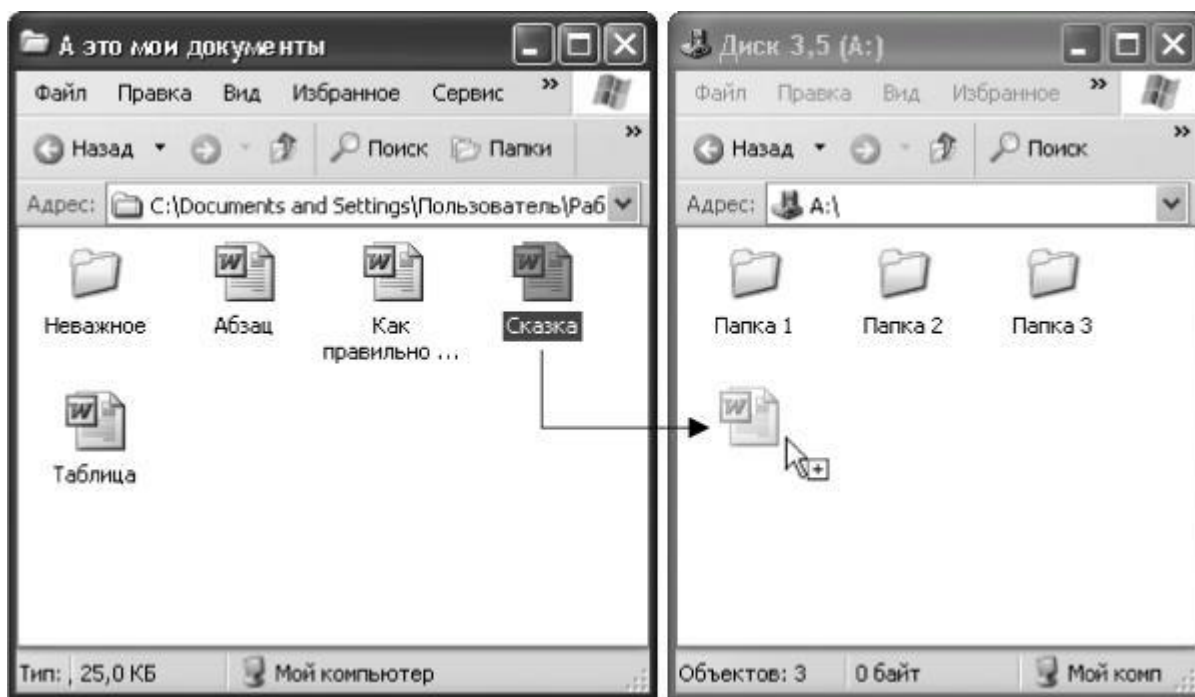 А это мои документы
Файл Правка Вид Избранное Сервис »
Назад Поиск Папки »
Адрес: C:\Documents and Settings\Пользователь\Раб
Неважное Абзац Как правильно ... Сказка
Таблица
Тип: , 25,0 КБ Мой компьютер
Диск 3,5 (A:)
Файл Правка Вид Избранное »
Назад Поиск »
Адрес: A:\
Папка 1 Папка 2 Папка 3
Объектов: 3 0 байт Мой комп